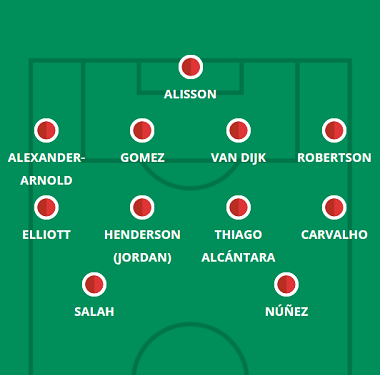 ALISSON
ALEXANDER-
ARNOLD
GOMEZ
VAN DIJK
ROBERTSON
ELLIOTT
HENDERSON
(JORDAN)
THIAGO
ALCÁNTARA
CARVALHO
SALAH
NÚÑEZ